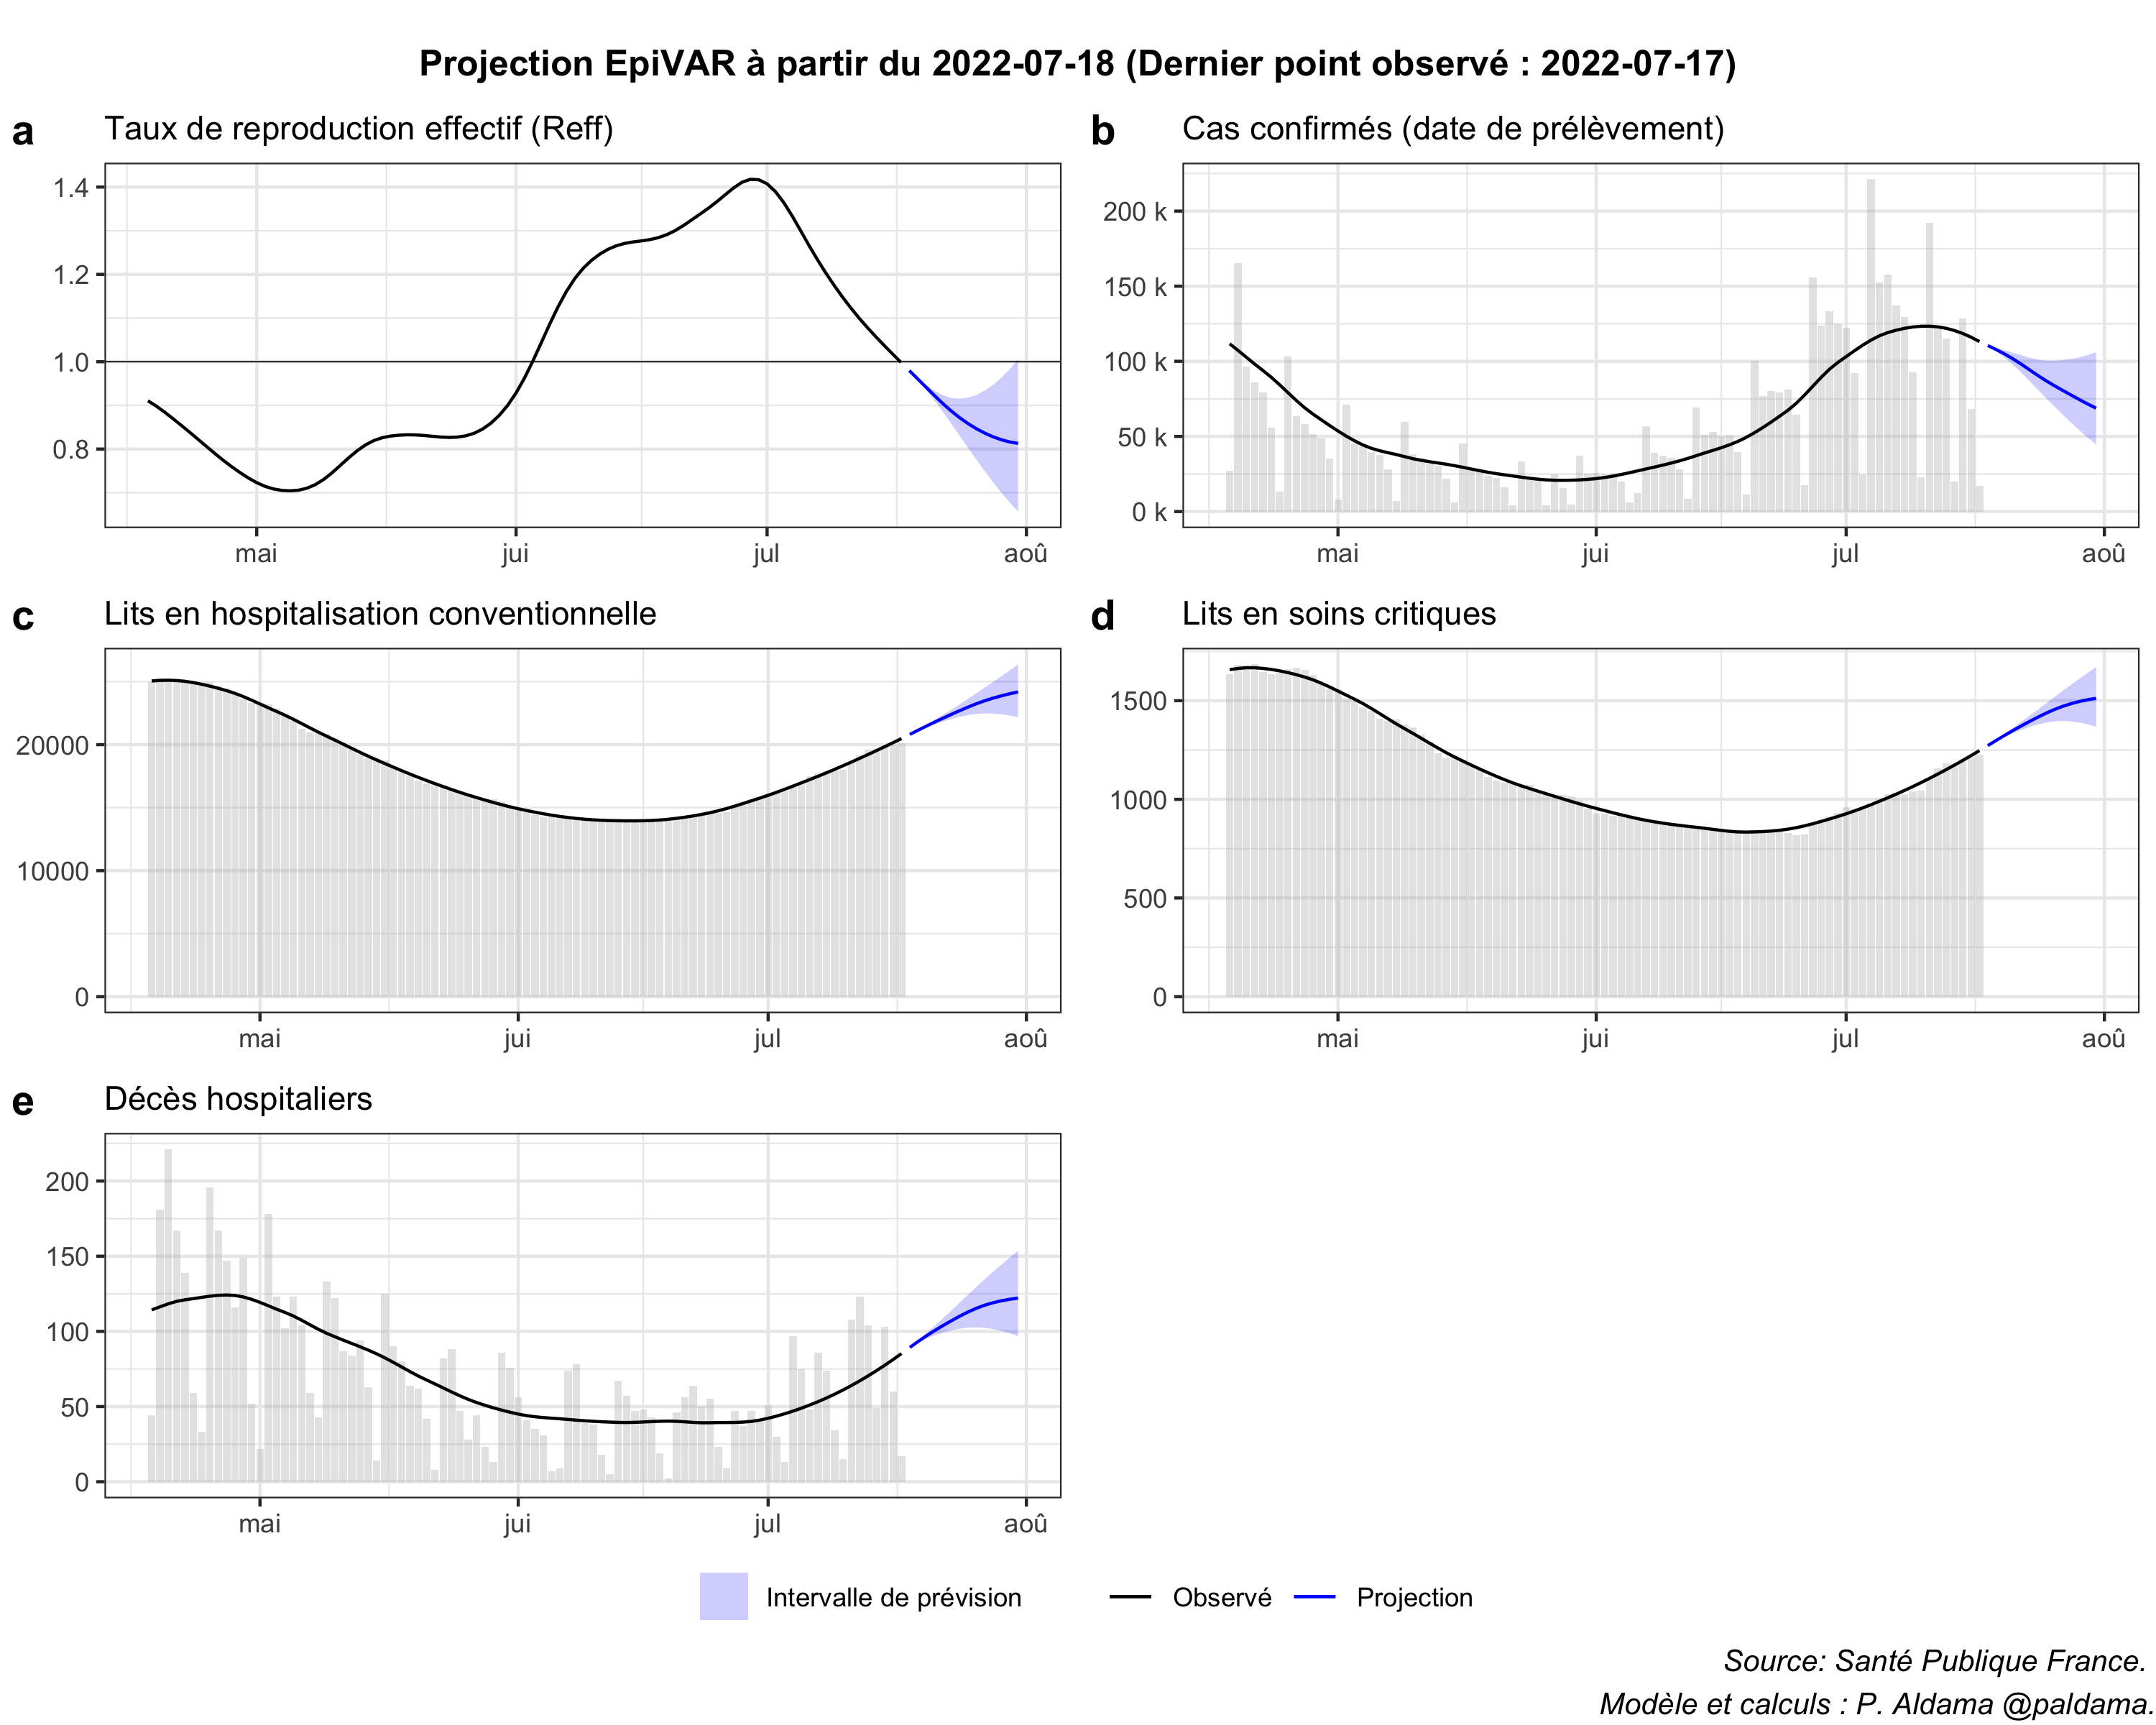 Projection EpiVAR à partir du 2022-07-18 (Dernier point observé : 2022-07-17)
a Taux de reproduction effectif (Reff)
1.4
1.2
1.0
0.8
mai jui jul aoû
b Cas confirmés (date de prélèvement)
200 k
150 k
100 k
50 k
0 k
mai jui jul aoû
c Lits en hospitalisation conventionnelle
20000
10000
0
mai jui jul aoû
d Lits en soins critiques
1500
1000
500
0
mai jui jul aoû
e Décès hospitaliers
200
150
100
50
0
mai jui jul aoû
Intervalle de prévision Observé Projection
Source: Santé Publique France.
Modèle et calculs : P. Aldama @paldama.